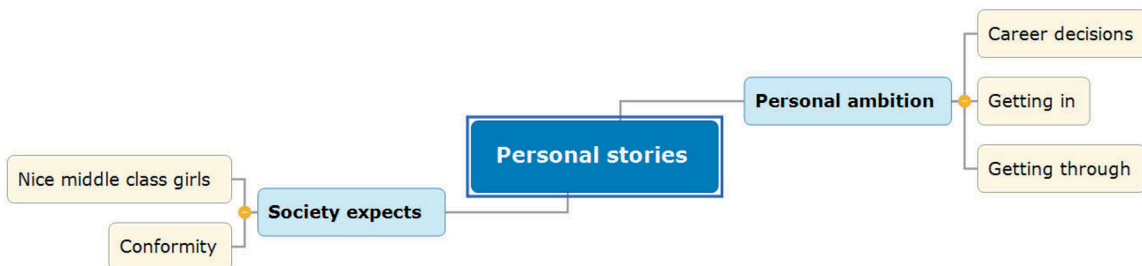 Career decisions
Personal ambition
Getting in
Personal stories
Getting through
Nice middle class girls
Society expects
Conformity